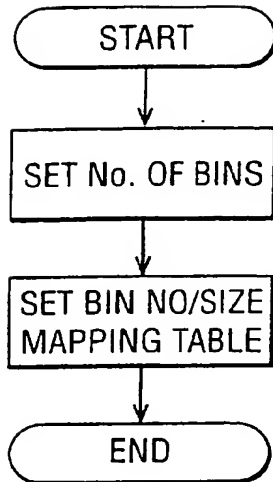 START
SET No. OF BINS
SET BIN NO/SIZE
MAPPING TABLE
END